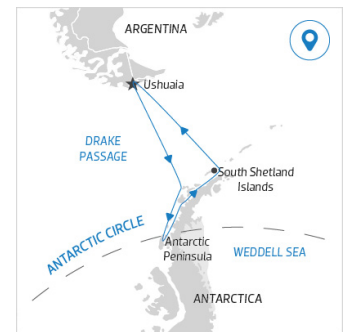 ARGENTINA
Ushuaia
DRAKE
PASSAGE
South Shetland
Islands
ANTARCTIC CIRCLE
Antarctic
Peninsula
WEDDELL SEA
ANTARCTICA